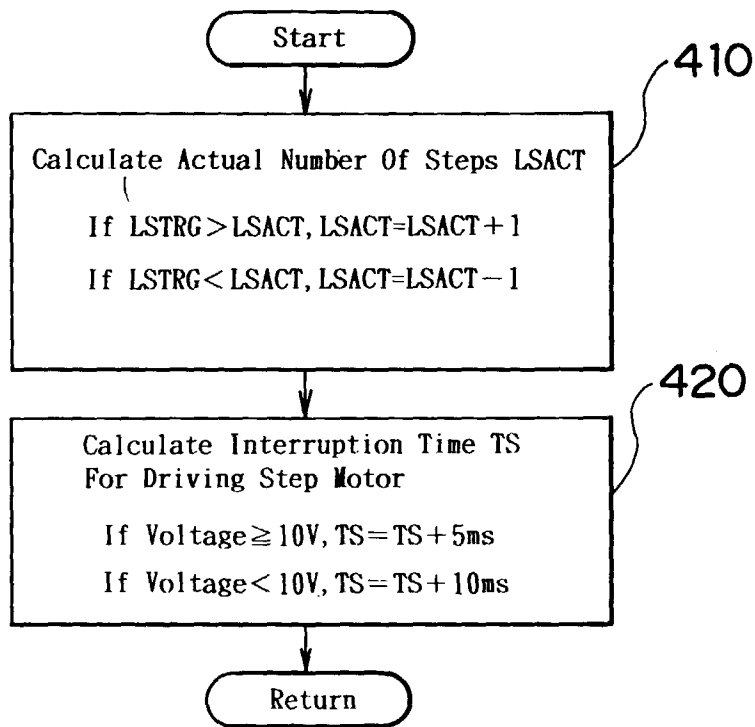 Start
410
Calculate Actual Number Of Steps LSACT
If LSTRG>LSACT, LSACT=LSACT+1
If LSTRG<LSACT, LSACT=LSACT-1
420
Calculate Interruption Time TS
For Driving Step Motor
If Voltage≧10V, TS=TS+5ms
If Voltage<10V, TS=TS+10ms
Return